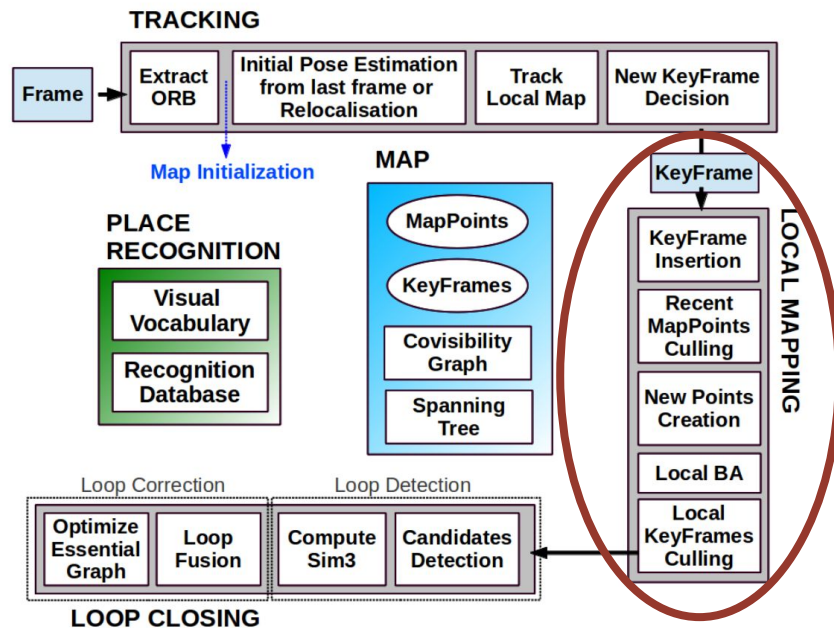 TRACKING
Frame
Extract
ORB
Initial Pose Estimation
from last frame or
Relocalisation
Track
Local Map
New KeyFrame
Decision
Map Initialization
MAP
KeyFrame
PLACE
RECOGNITION
MapPoints
KeyFrames
Covisibility
Graph
Spanning
Tree
Visual
Vocabulary
Recognition
Database
LOCAL MAPPING
KeyFrame
Insertion
Recent
MapPoints
Culling
New Points
Creation
Local BA
Local
KeyFrames
Culling
Loop Correction
Loop Detection
Optimize
Essential
Graph
Loop
Fusion
Compute
Sim3
Candidates
Detection
LOOP CLOSING